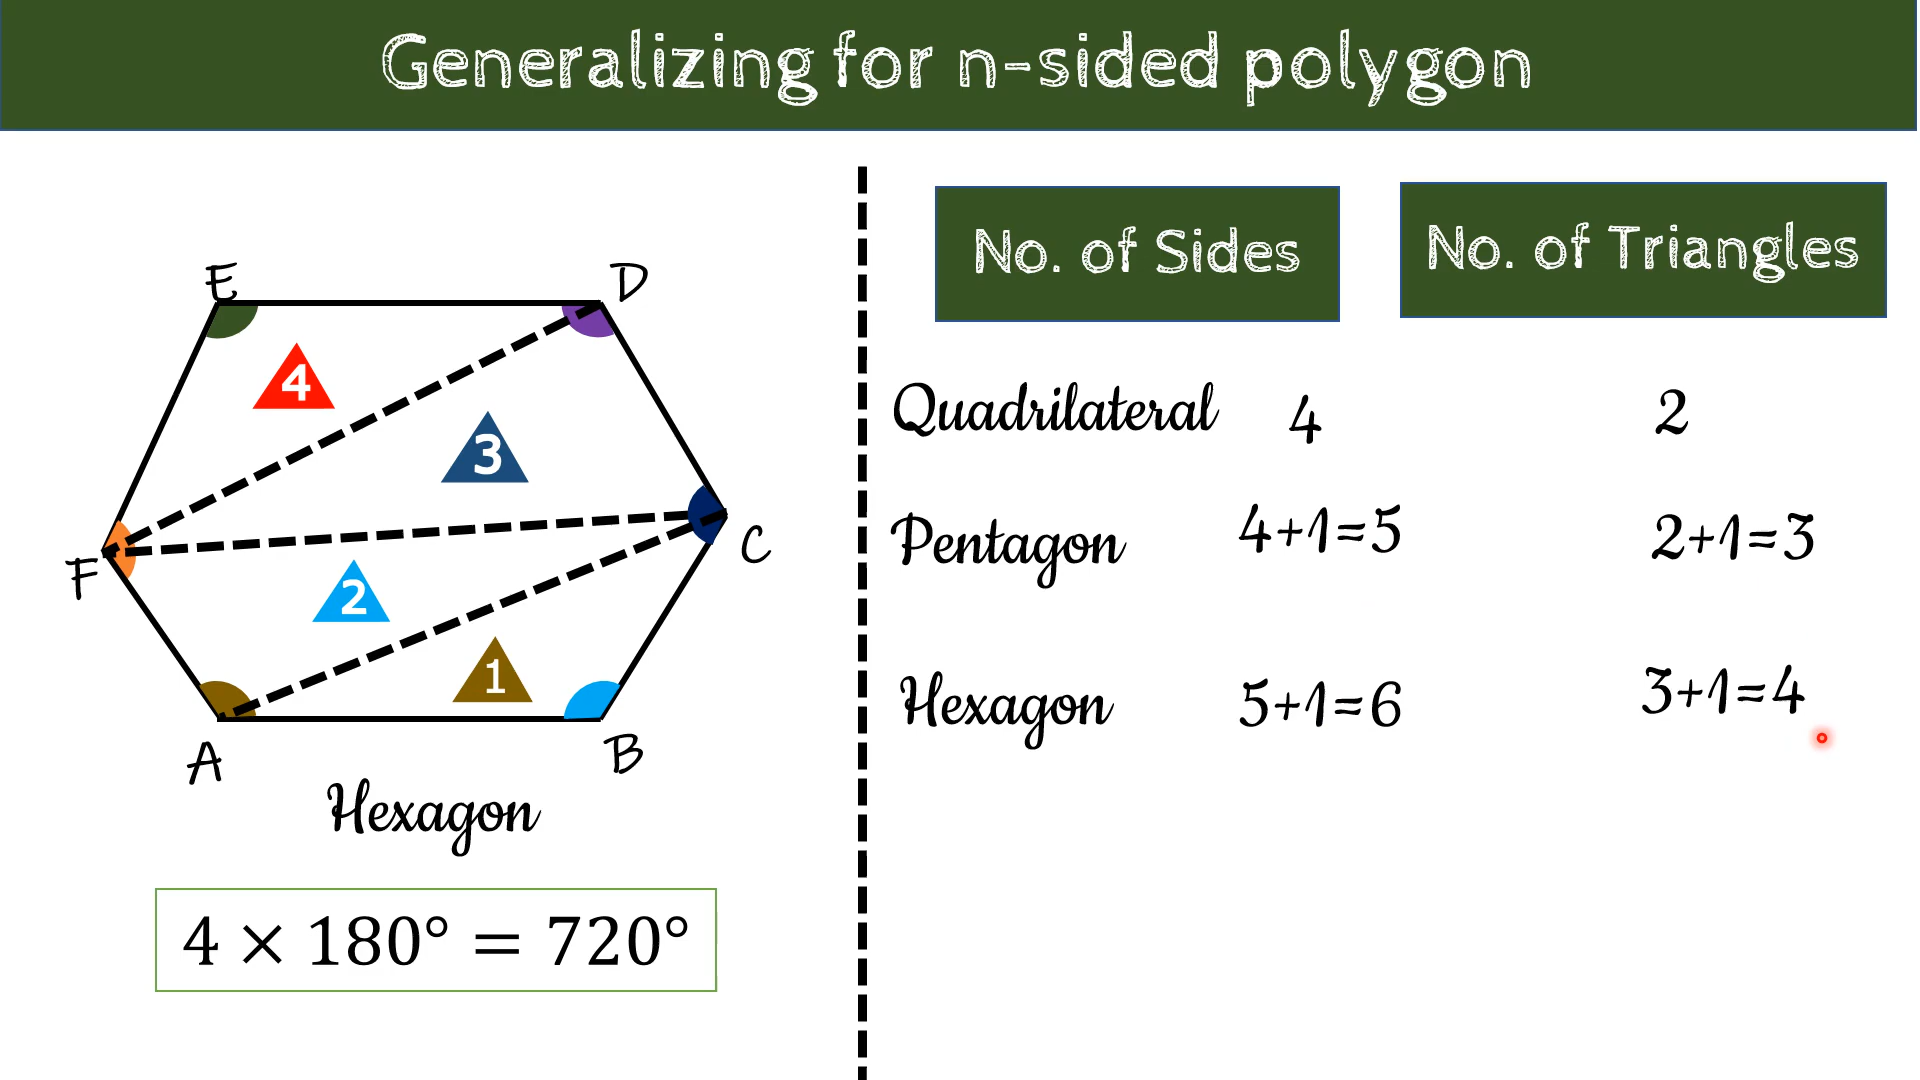 Generalizing for n-sided polygon
E
D
4
3
F
C
2
1
A
B
Hexagon
4 × 180° = 720°
No. of Sides
No. of Triangles
Quadrilateral 4 2
Pentagon 4+1=5 2+1=3
Hexagon 5+1=6 3+1=4